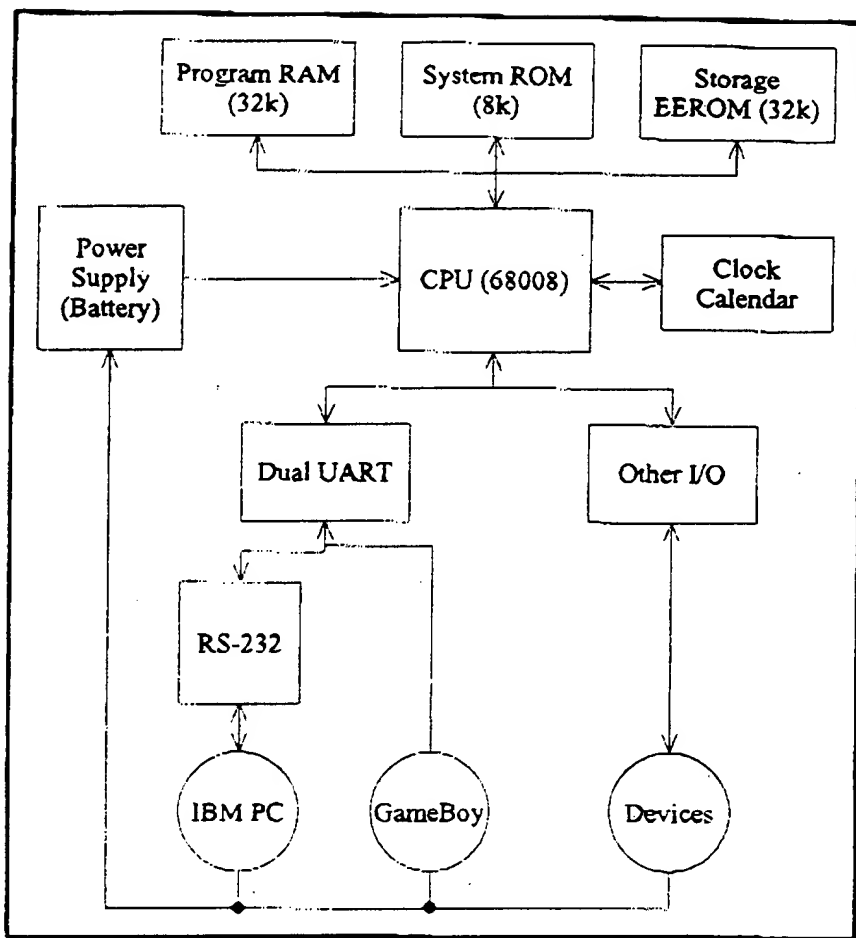 Program RAM
(32k)
System ROM
(8k)
Storage
EEROM (32k)
Power
Supply
(Battery)
CPU (68008)
Clock
Calendar
Dual UART
Other I/O
RS-232
IBM PC
GameBoy
Devices